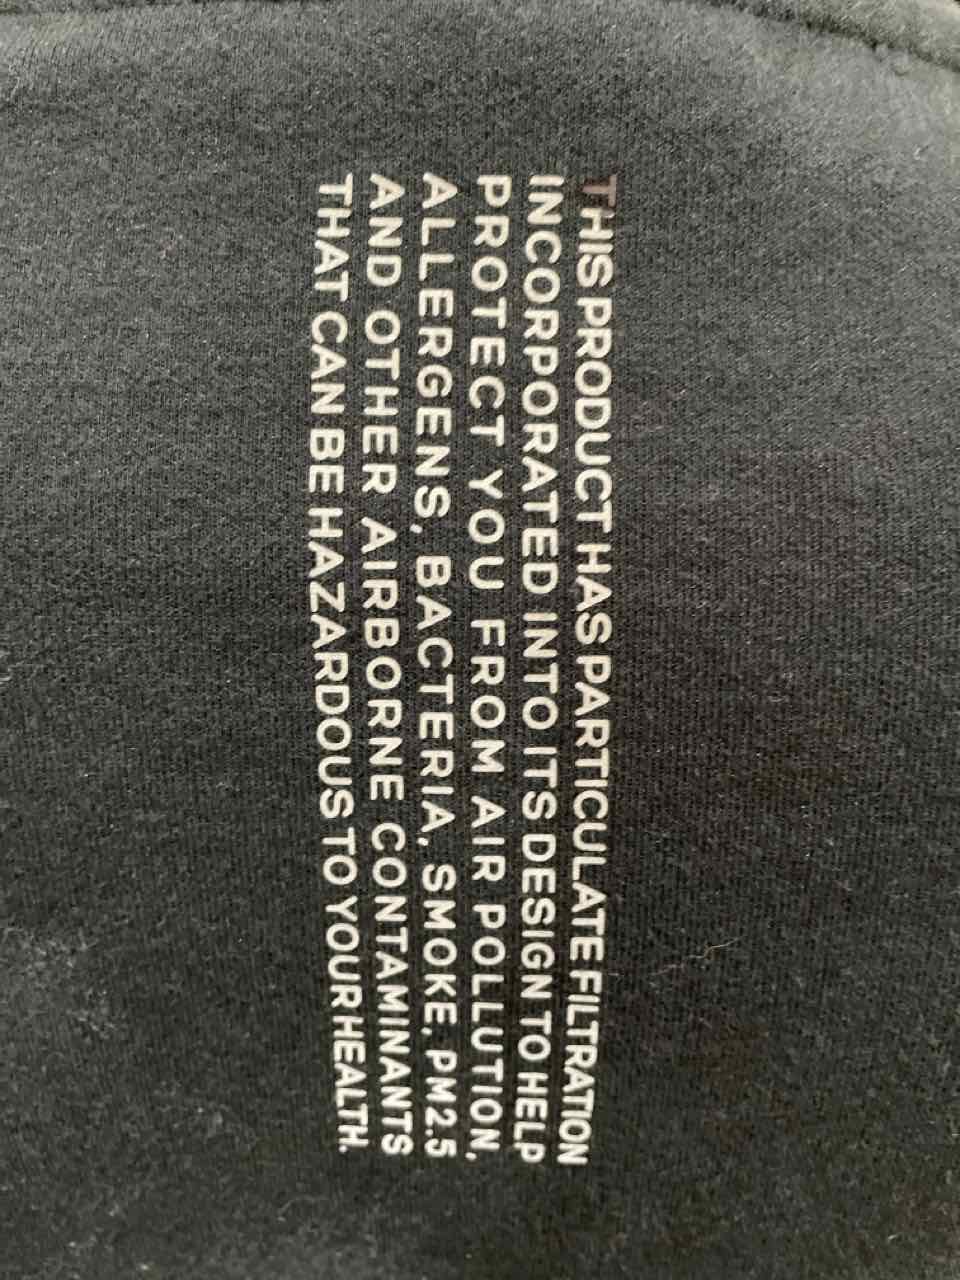 THIS PRODUCT HAS PARTICULATE FILTRATION
INCORPORATED INTO ITS DESIGN TO HELP
PROTECT YOU FROM AIR POLLUTION,
ALLERGENS, BACTERIA, SMOKE, PM2.5
AND OTHER AIRBORNE CONTAMINANTS
THAT CAN BE HAZARDOUS TO YOUR HEALTH.